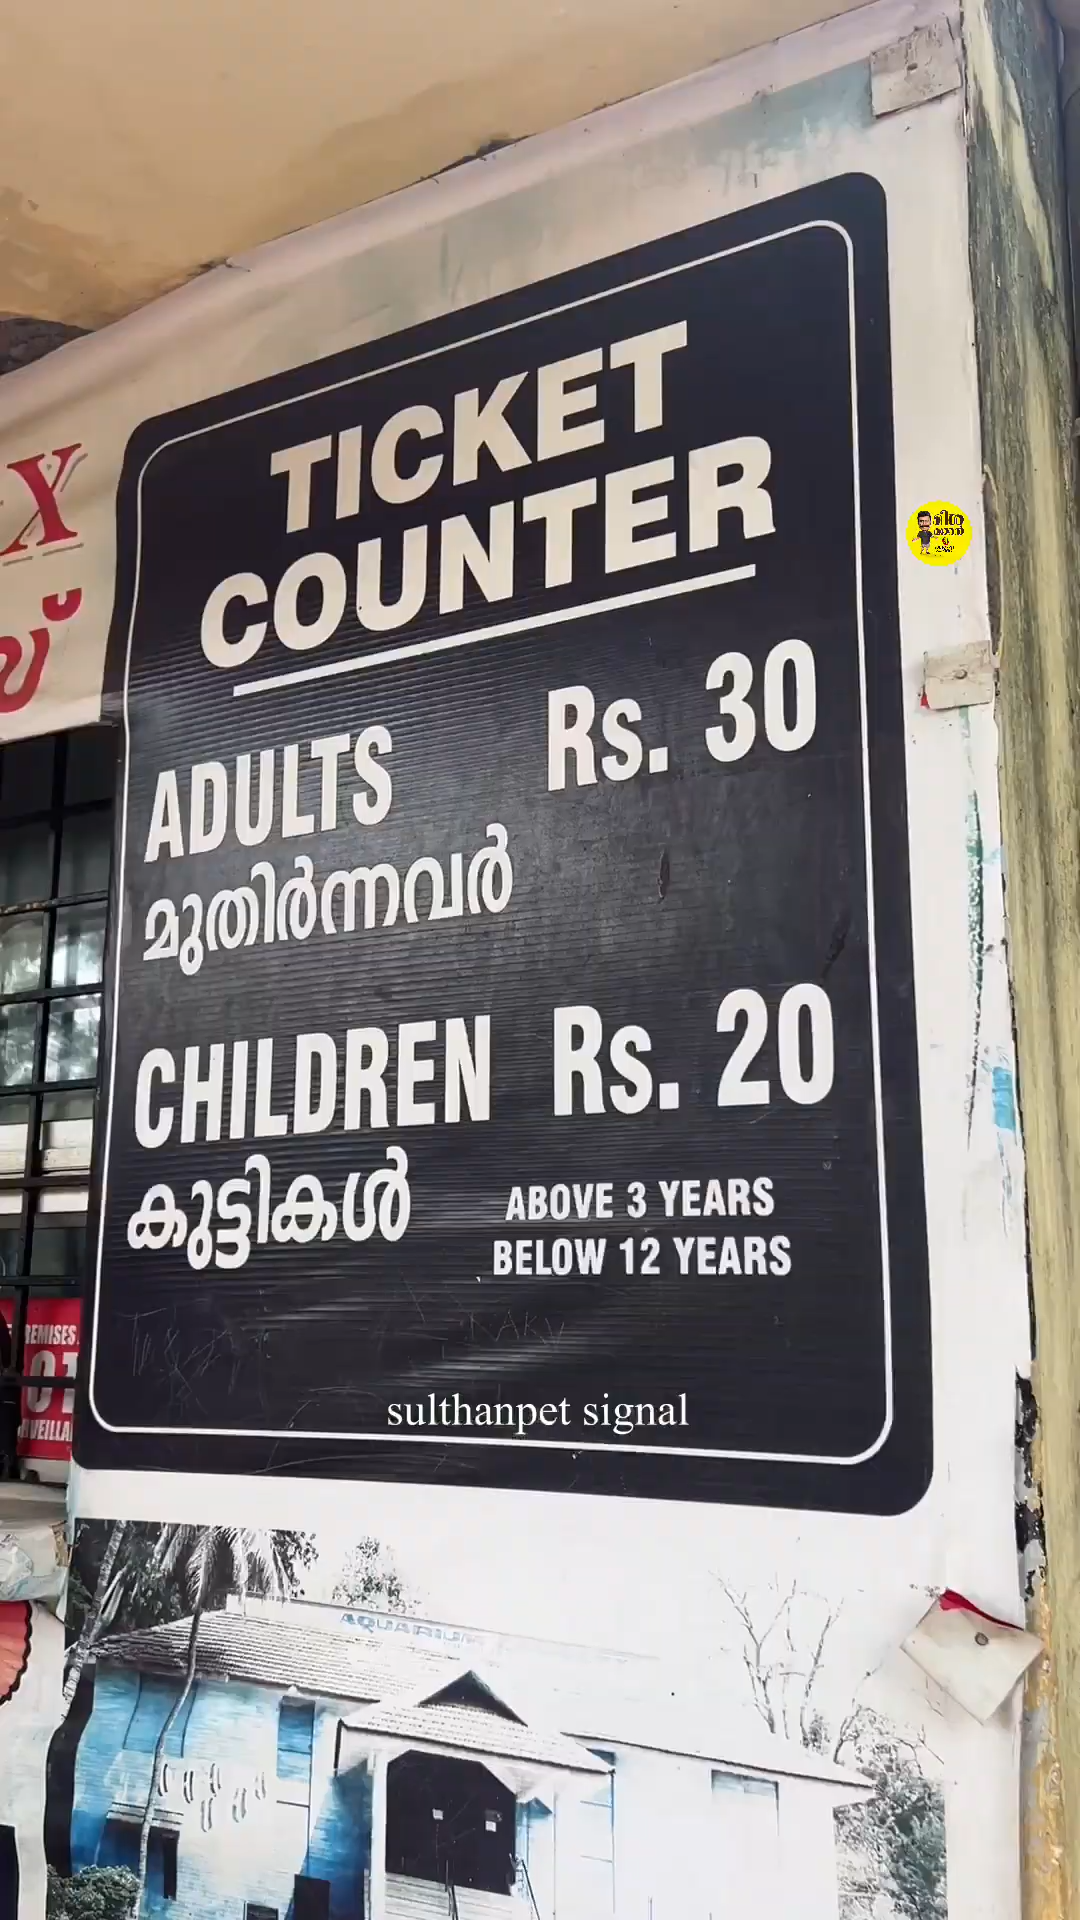 X
TICKET
COUNTER
ADULTS Rs. 30
മുതിർന്നവർ
CHILDREN Rs. 20
കുട്ടികൾ
ABOVE 3 YEARS
BELOW 12 YEARS
sulthanpet signal
AQUARIUM